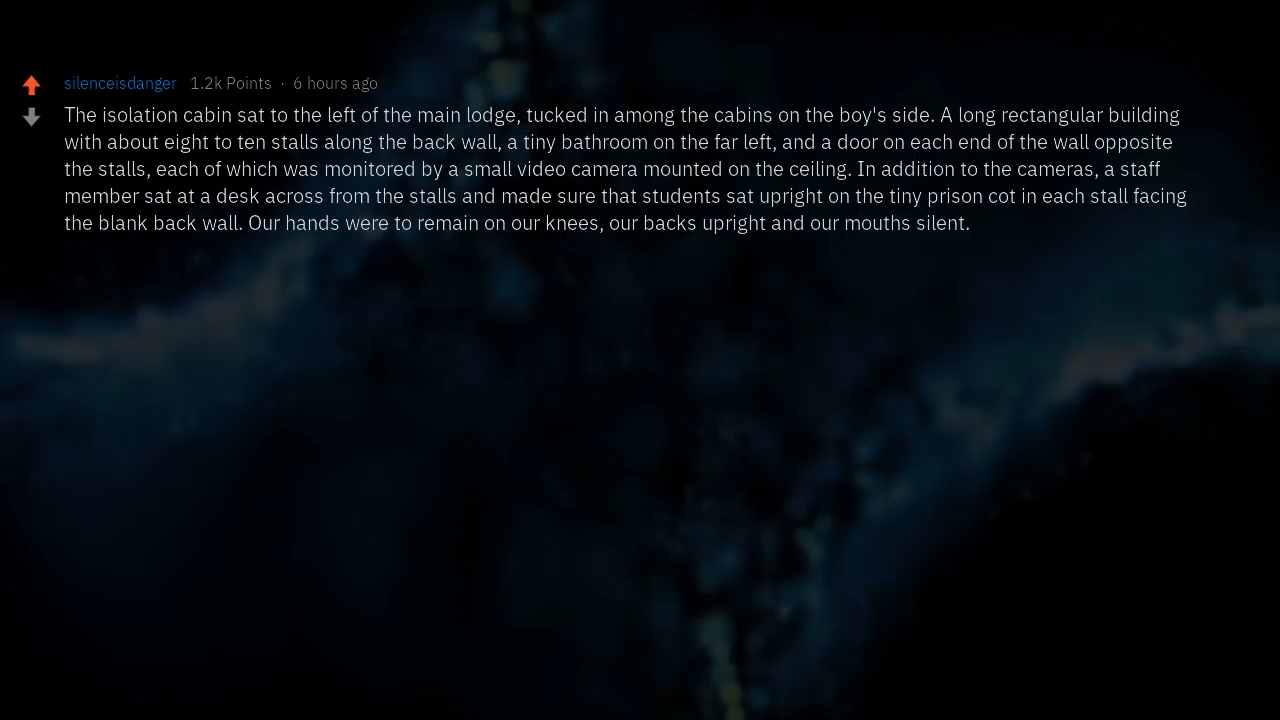 silenceisdanger 1.2k Points · 6 hours ago
The isolation cabin sat to the left of the main lodge, tucked in among the cabins on the boy's side. A long rectangular building
with about eight to ten stalls along the back wall, a tiny bathroom on the far left, and a door on each end of the wall opposite
the stalls, each of which was monitored by a small video camera mounted on the ceiling. In addition to the cameras, a staff
member sat at a desk across from the stalls and made sure that students sat upright on the tiny prison cot in each stall facing
the blank back wall. Our hands were to remain on our knees, our backs upright and our mouths silent.